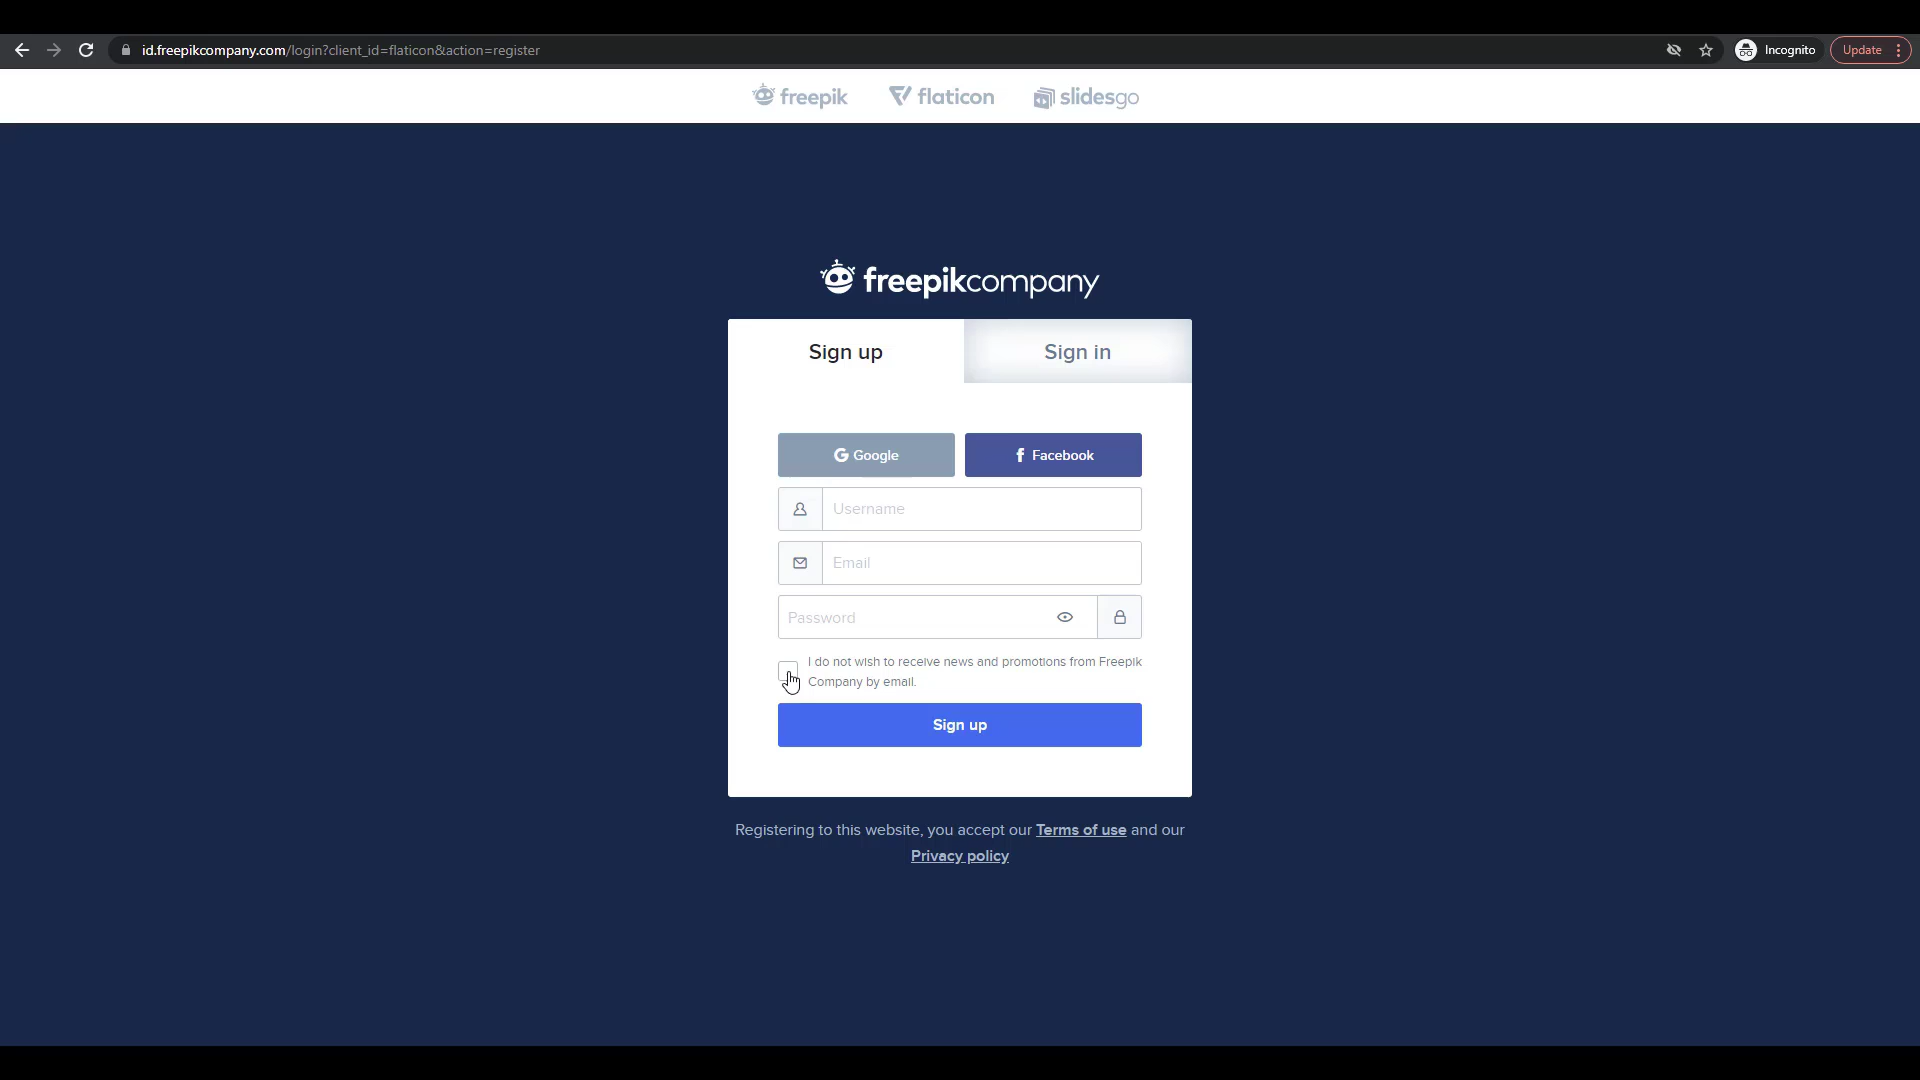 id.freepikcompany.com/login?client_id=flaticon&action=register
Incognito
Update
freepik
flaticon
slidesgo
freepikcompany
Sign up
Sign in
Google
Facebook
Username
Email
Password
I do not wish to receive news and promotions from Freepik
Company by email.
Sign up
Registering to this website, you accept our Terms of use and our
Privacy policy